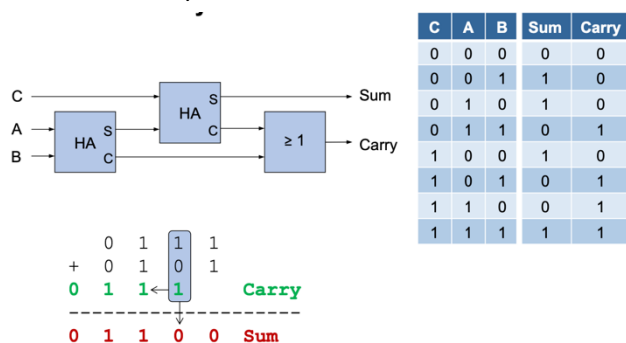 C
A
B
HA
S
C
HA
S
C
≥ 1
Sum
Carry
C A B Sum Carry
0 0 0 0 0
0 0 1 1 0
0 1 0 1 0
0 1 1 0 1
1 0 0 1 0
1 0 1 0 1
1 1 0 0 1
1 1 1 1 1
0 1 1 1
+ 0 1 0 1
0 1 1 1 Carry
0 1 1 0 0 Sum